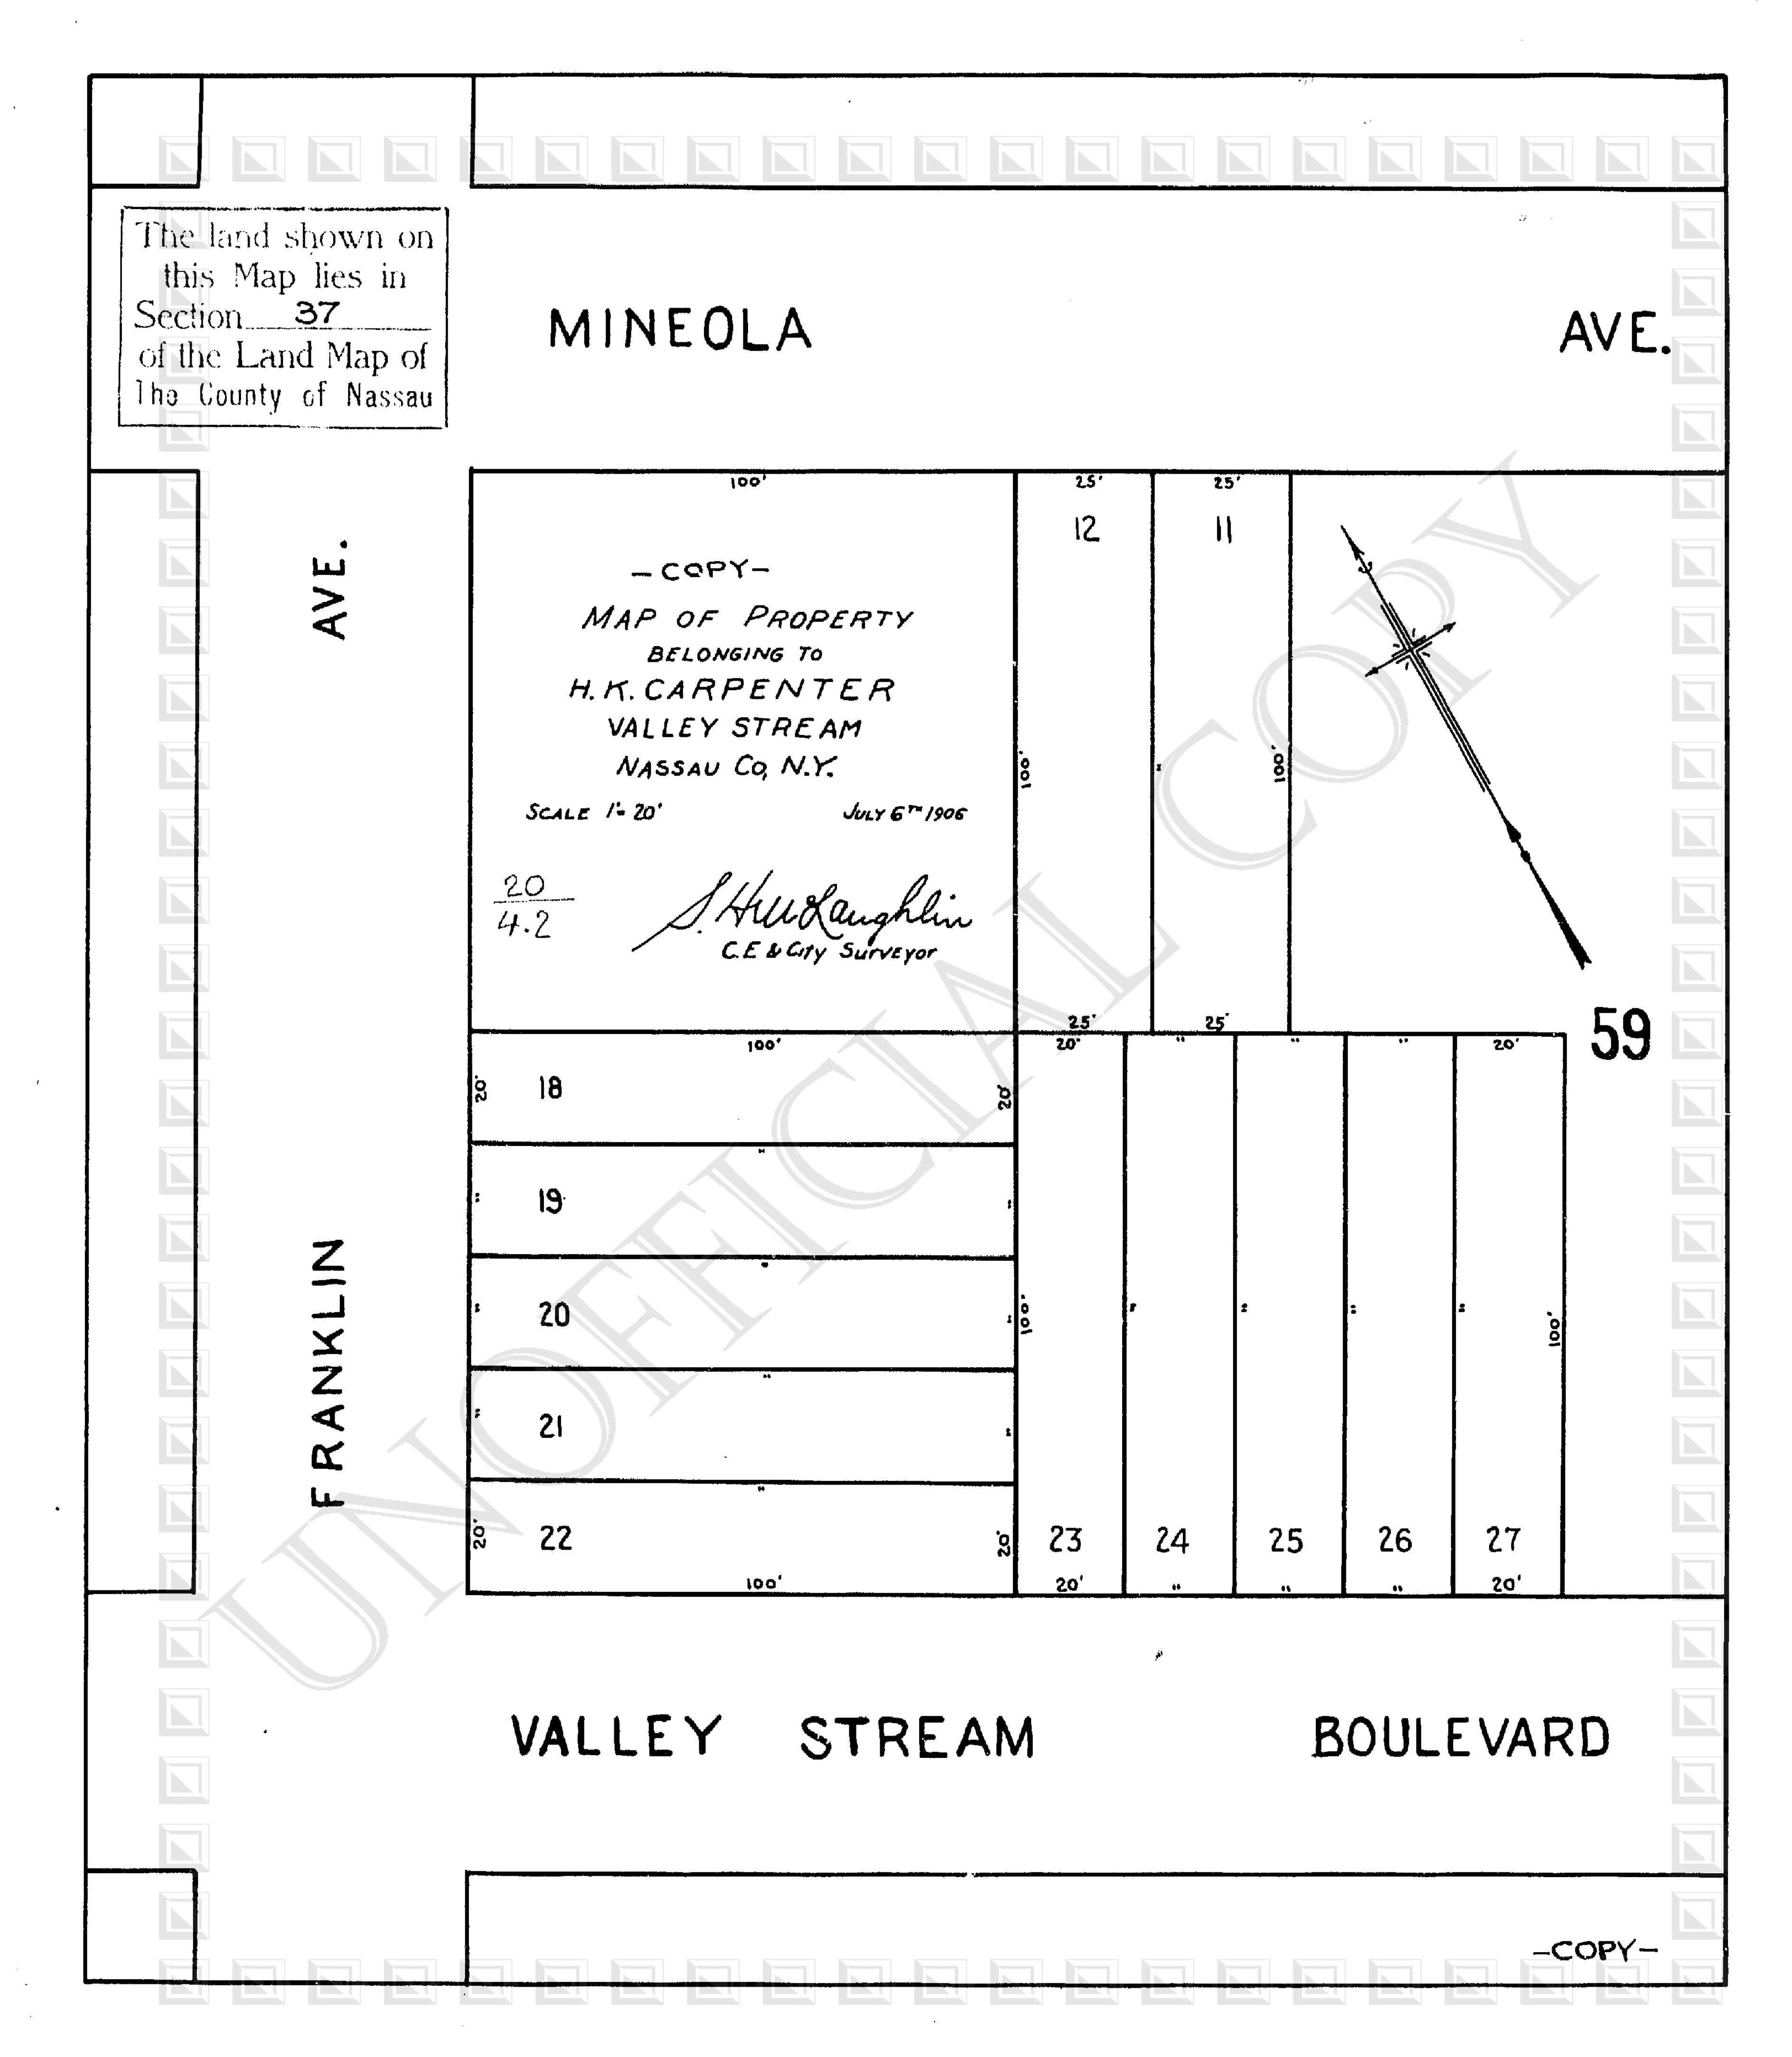 The land shown on
this Map lies in
Section 37
of the Land Map of
The County of Nassau
MINEOLA AVE.
100' 25' 25'
12 11
AVE.
-COPY-
MAP OF PROPERTY
BELONGING TO
H. K. CARPENTER
VALLEY STREAM
NASSAU CO, N.Y.
100' " 100'
SCALE 1"= 20' JULY 6TH 1906
20
4.2
C.E & City Surveyor
25' 25'
59
100' 20' " " " 20'
20' 18 20'
"
" 19 "
"
FRANKLIN
" 20 " 100' " " " " 100'
"
" 21 "
"
20' 22 20' 23 24 25 26 27
100' 20' " " " 20'
VALLEY STREAM BOULEVARD
-COPY-
UNOFFICIAL COPY